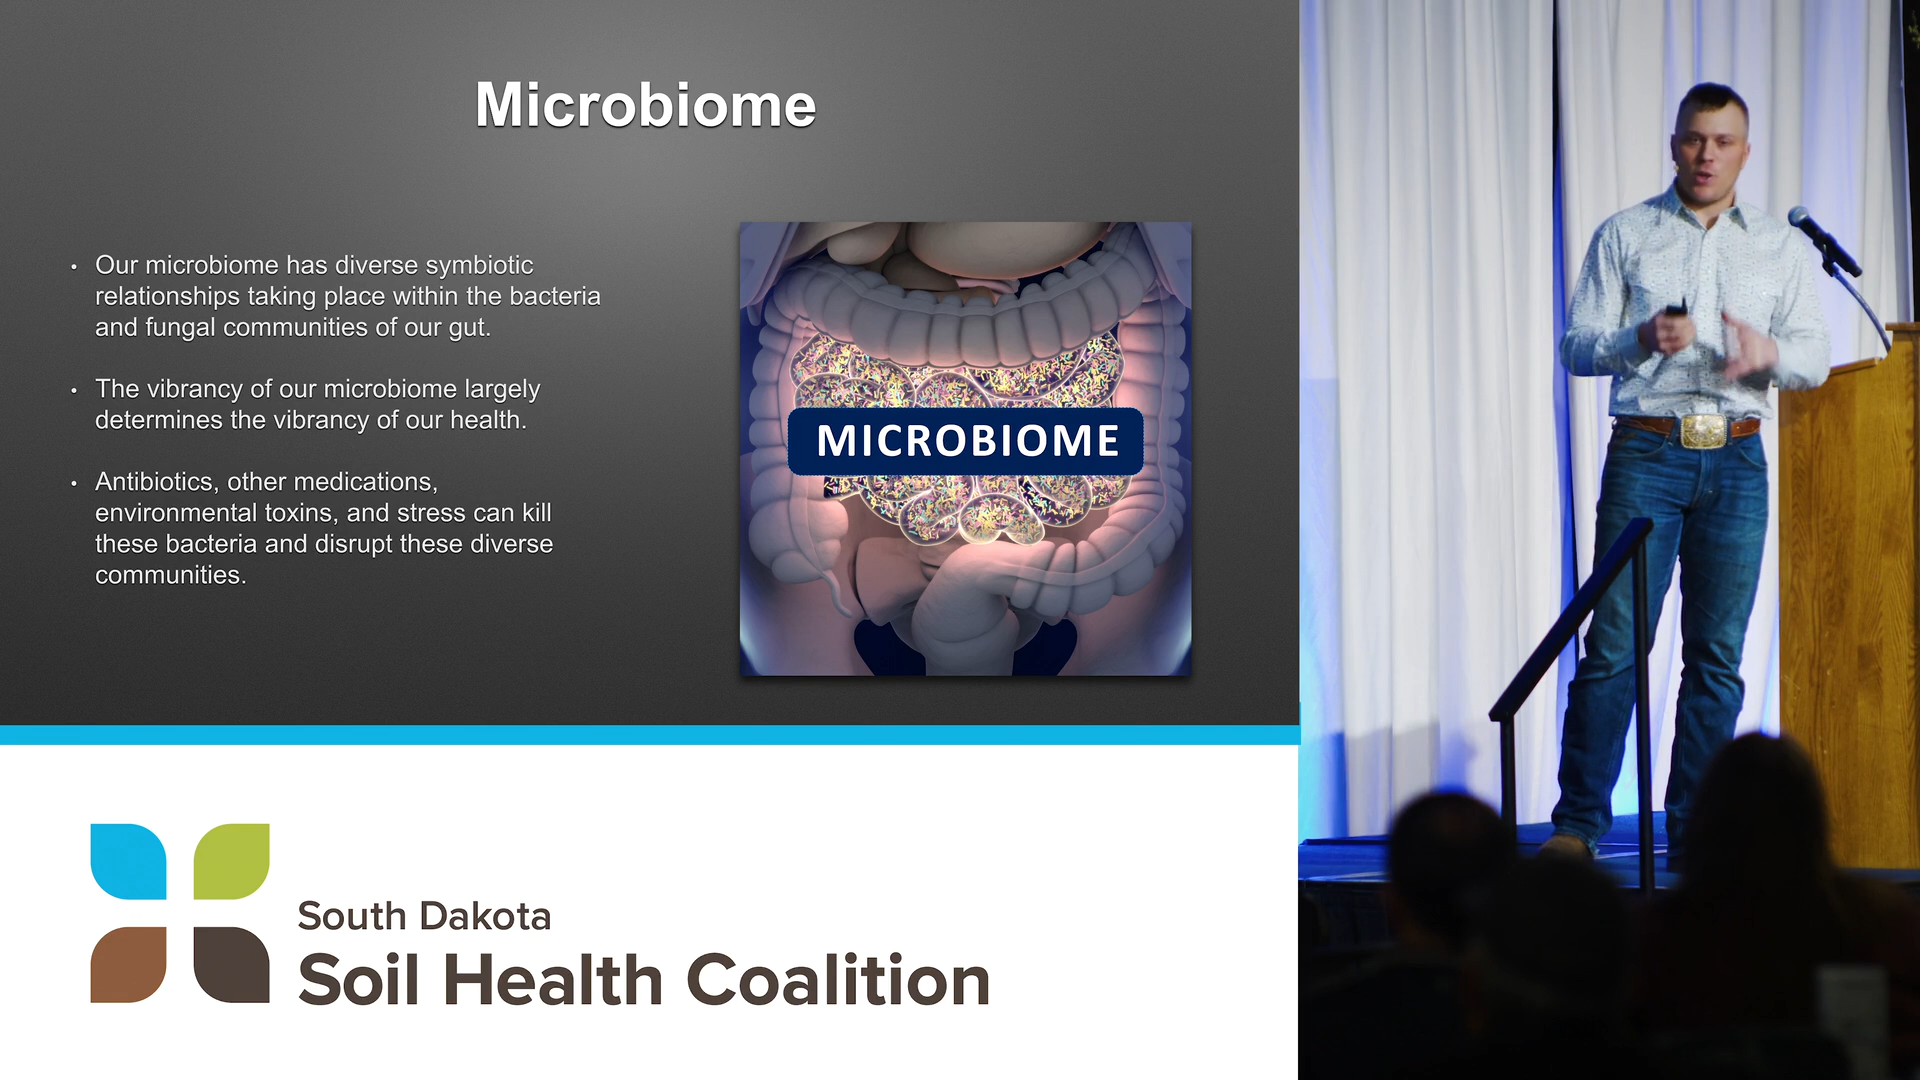 Microbiome
• Our microbiome has diverse symbiotic
relationships taking place within the bacteria
and fungal communities of our gut.
• The vibrancy of our microbiome largely
determines the vibrancy of our health.
• Antibiotics, other medications,
environmental toxins, and stress can kill
these bacteria and disrupt these diverse
communities.
MICROBIOME
South Dakota
Soil Health Coalition